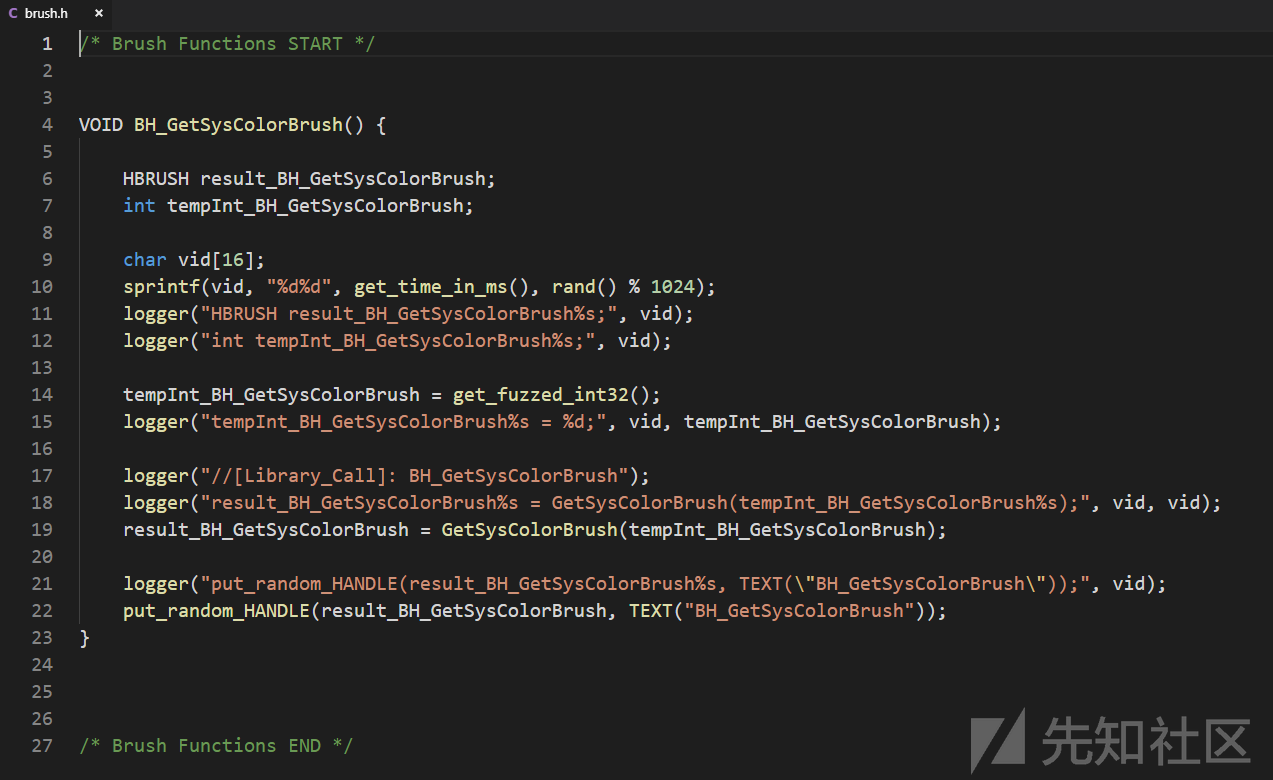 brush.h
1 /* Brush Functions START */
2
3
4 VOID BH_GetSysColorBrush() {
5
6 HBRUSH result_BH_GetSysColorBrush;
7 int tempInt_BH_GetSysColorBrush;
8
9 char vid[16];
10 sprintf(vid, "%d%d", get_time_in_ms(), rand() % 1024);
11 logger("HBRUSH result_BH_GetSysColorBrush%s;", vid);
12 logger("int tempInt_BH_GetSysColorBrush%s;", vid);
13
14 tempInt_BH_GetSysColorBrush = get_fuzzed_int32();
15 logger("tempInt_BH_GetSysColorBrush%s = %d;", vid, tempInt_BH_GetSysColorBrush);
16
17 logger("//[Library_Call]: BH_GetSysColorBrush");
18 logger("result_BH_GetSysColorBrush%s = GetSysColorBrush(tempInt_BH_GetSysColorBrush%s);", vid, vid);
19 result_BH_GetSysColorBrush = GetSysColorBrush(tempInt_BH_GetSysColorBrush);
20
21 logger("put_random_HANDLE(result_BH_GetSysColorBrush%s, TEXT(\"BH_GetSysColorBrush\"));", vid);
22 put_random_HANDLE(result_BH_GetSysColorBrush, TEXT("BH_GetSysColorBrush"));
23 }
24
25
26
27 /* Brush Functions END */
先知社区